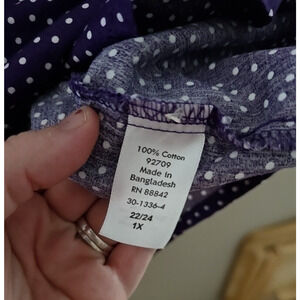 100% Cotton
92709
Made in
Bangladesh
RN 88842
30-1336-4
22/24
1X